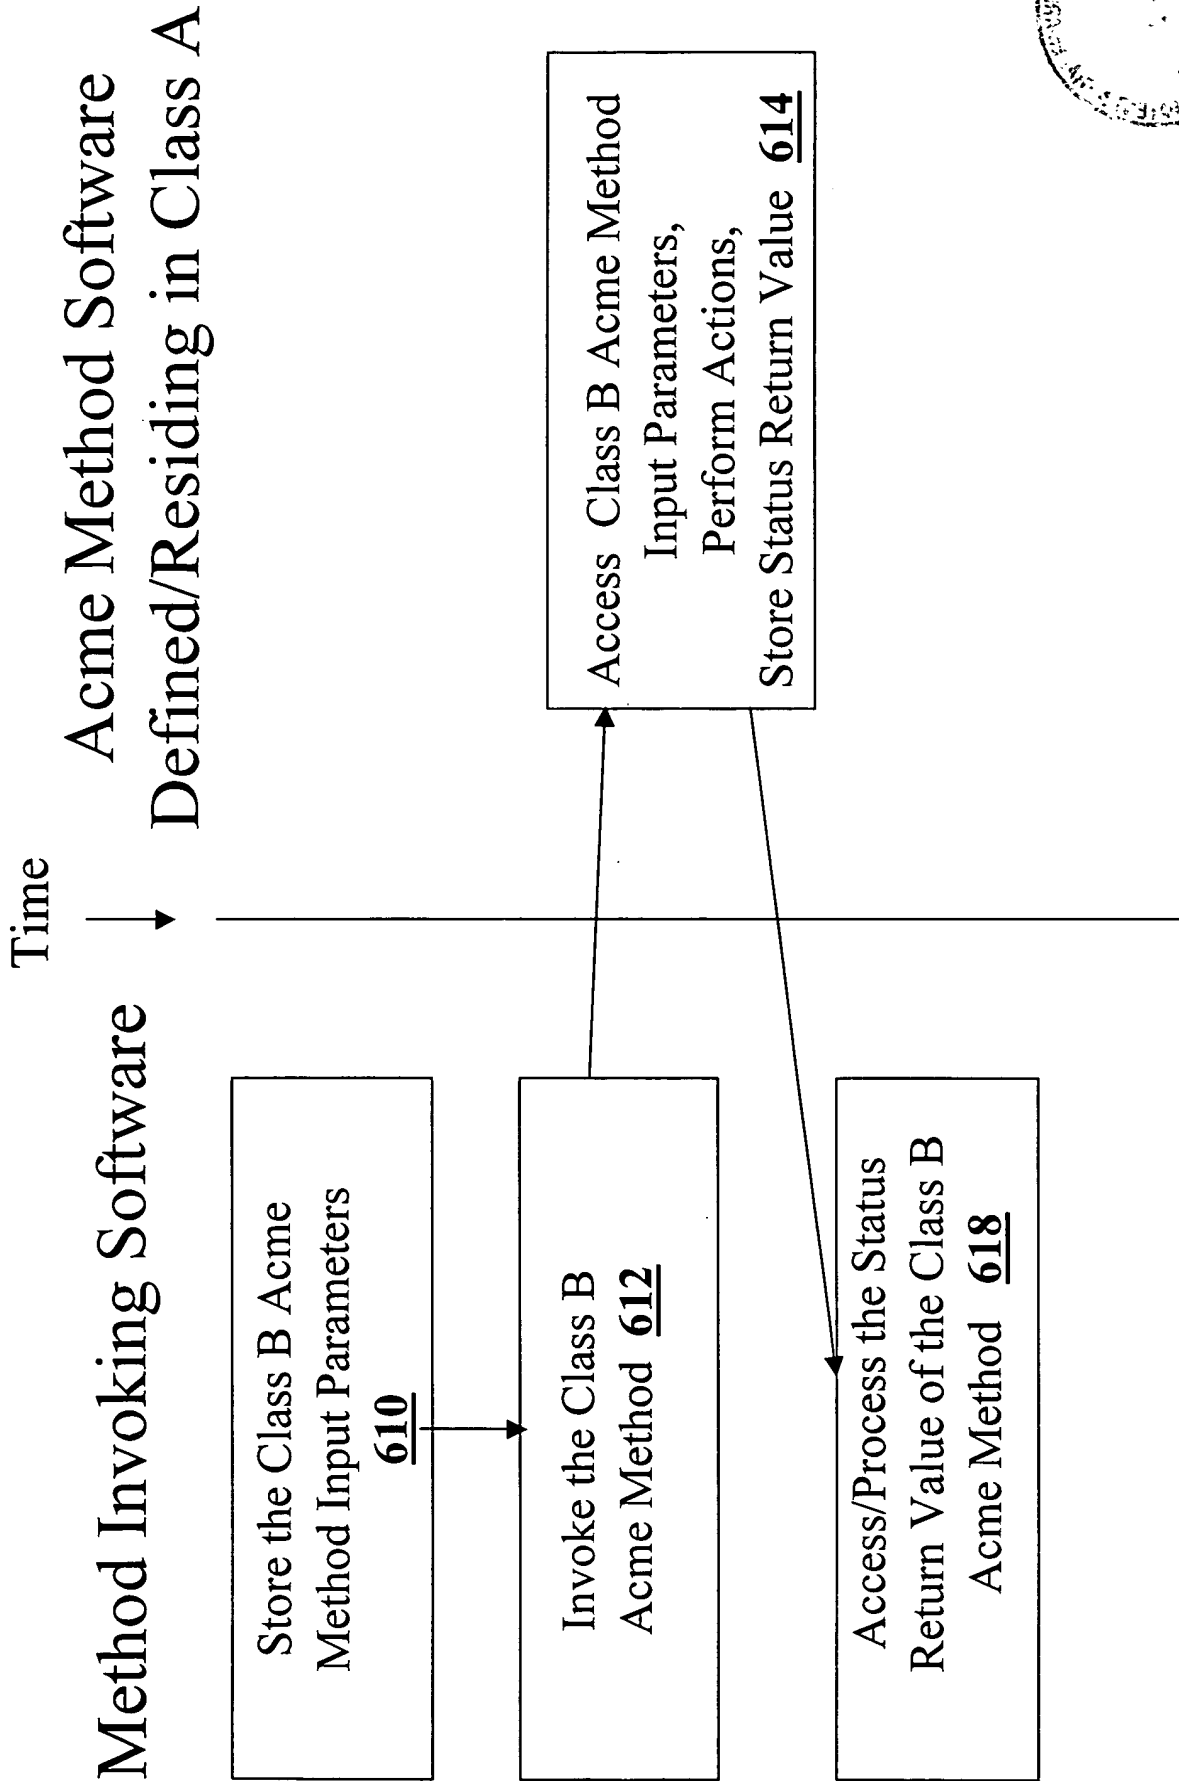 Time
Method Invoking Software
Acme Method Software
Defined/Residing in Class A
Store the Class B Acme
Method Input Parameters
610
Invoke the Class B
Acme Method 612
Access Class B Acme Method
Input Parameters,
Perform Actions,
Store Status Return Value 614
Access/Process the Status
Return Value of the Class B
Acme Method 618